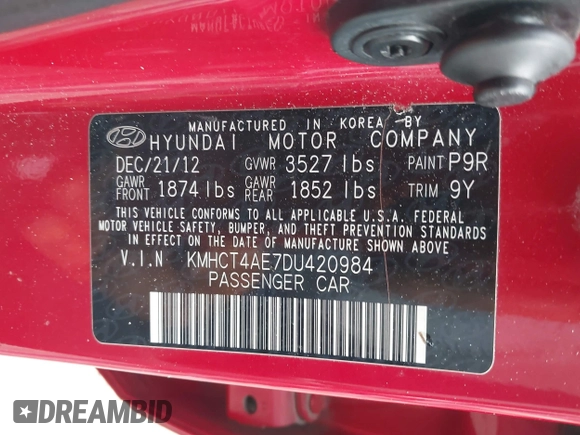 MANUFACTURED IN KOREA BY
HYUNDAI MOTOR COMPANY
DEC/21/12 GVWR 3527 lbs PAINT P9R
GAWR FRONT 1874 lbs GAWR REAR 1852 lbs TRIM 9Y
THIS VEHICLE CONFORMS TO ALL APPLICABLE U.S.A. FEDERAL
MOTOR VEHICLE SAFETY, BUMPER, AND THEFT PREVENTION STANDARDS
IN EFFECT ON THE DATE OF MANUFACTURE SHOWN ABOVE.
V.I.N KMHCT4AE7DU420984
PASSENGER CAR
DREAMBID